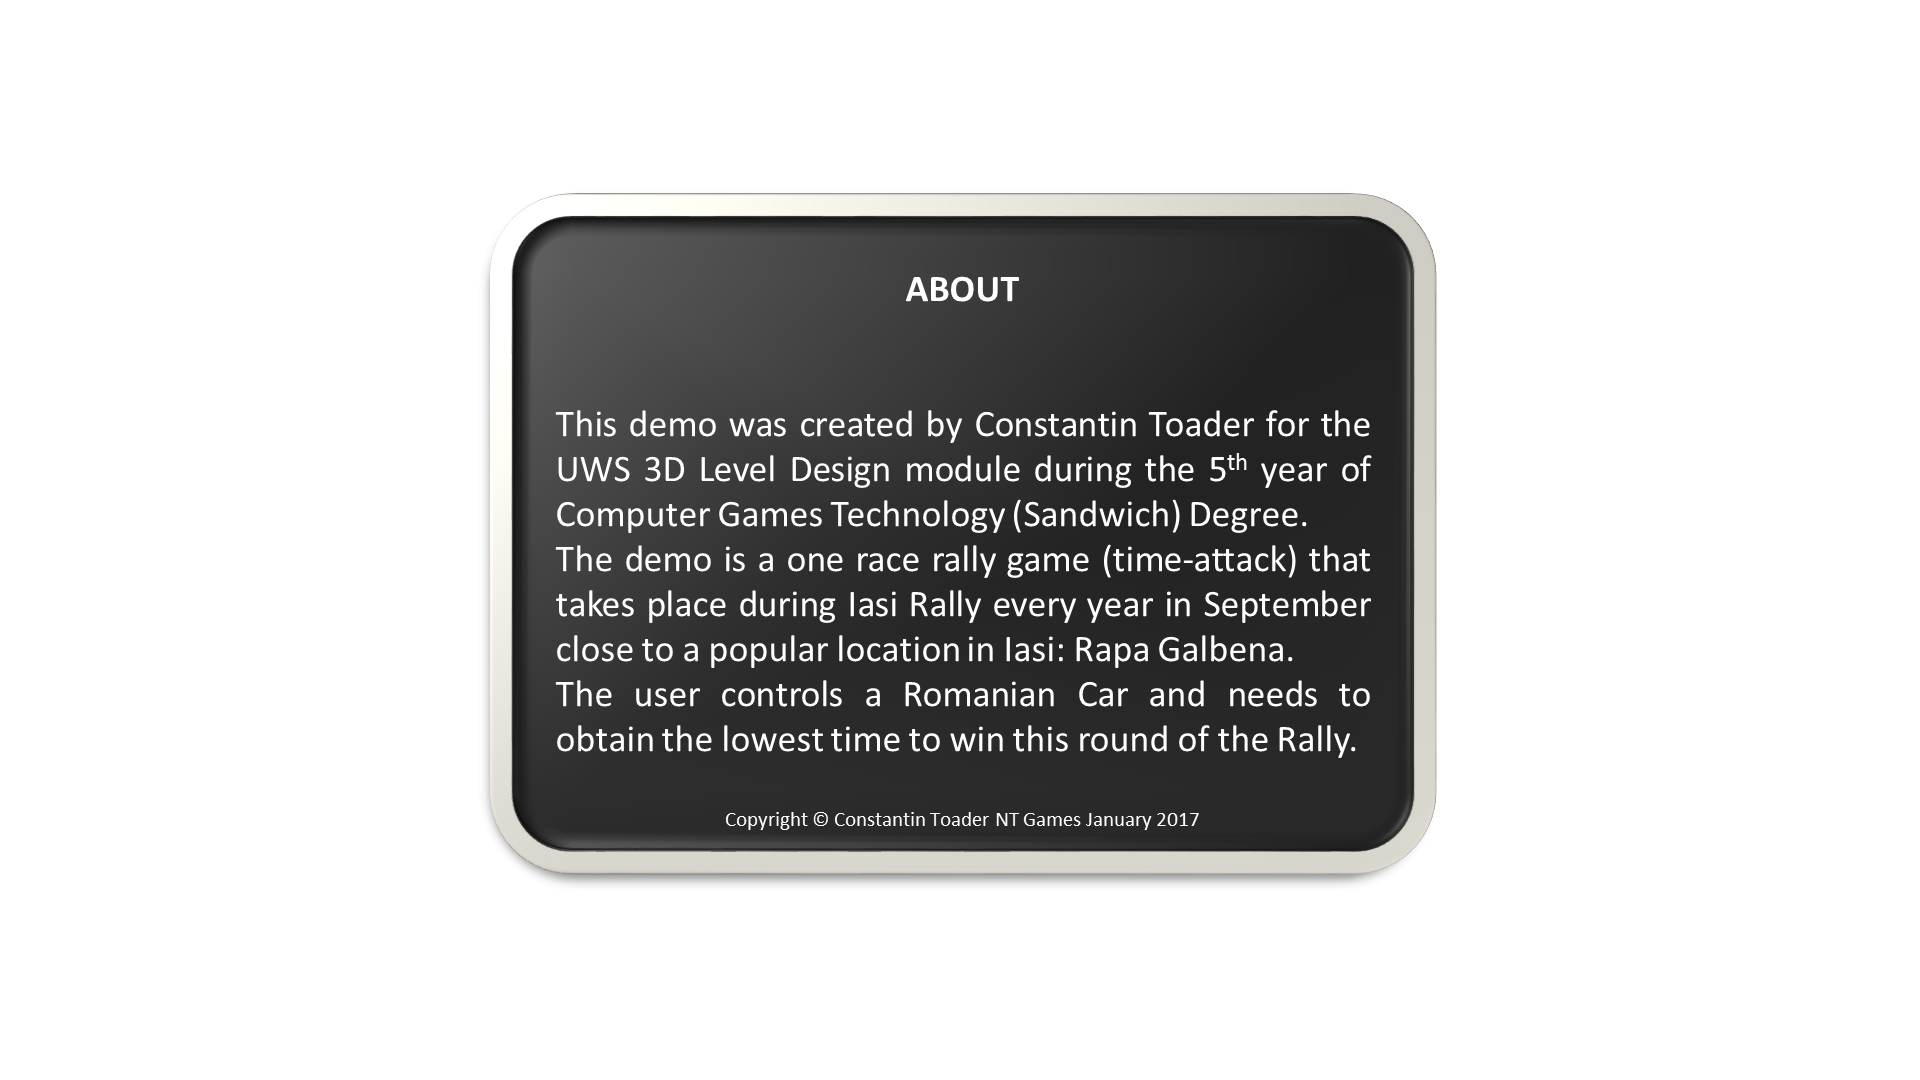 ABOUT
This demo was created by Constantin Toader for the
UWS 3D Level Design module during the 5th year of
Computer Games Technology (Sandwich) Degree.
The demo is a one race rally game (time-attack) that
takes place during Iasi Rally every year in September
close to a popular location in Iasi: Rapa Galbena.
The user controls a Romanian Car and needs to
obtain the lowest time to win this round of the Rally.
Copyright © Constantin Toader NT Games January 2017